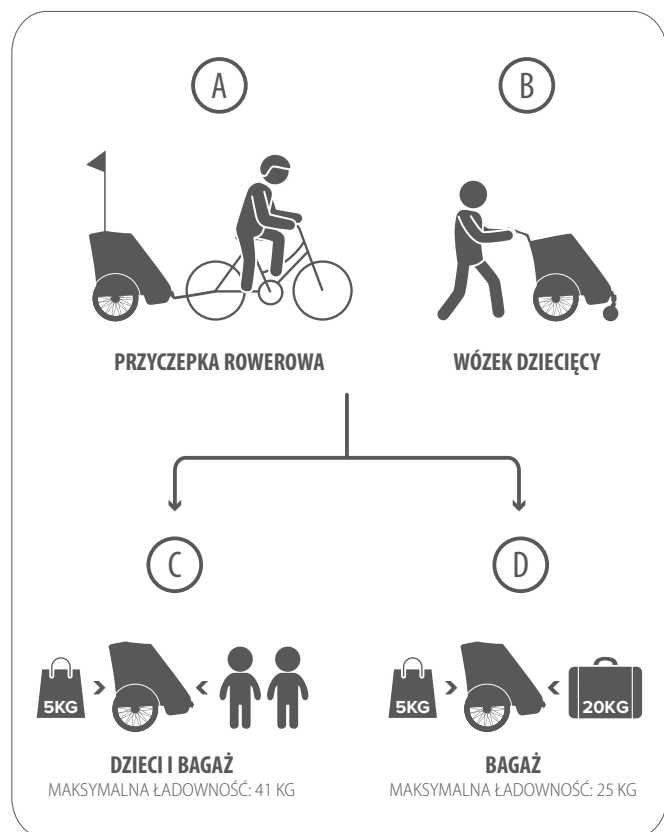 A
B
PRZYCZEPKA ROWEROWA
WÓZEK DZIECIĘCY
C
D
5KG
5KG
20KG
DZIECI I BAGAŻ
MAKSYMALNA ŁADOWNOŚĆ: 41 KG
BAGAŻ
MAKSYMALNA ŁADOWNOŚĆ: 25 KG